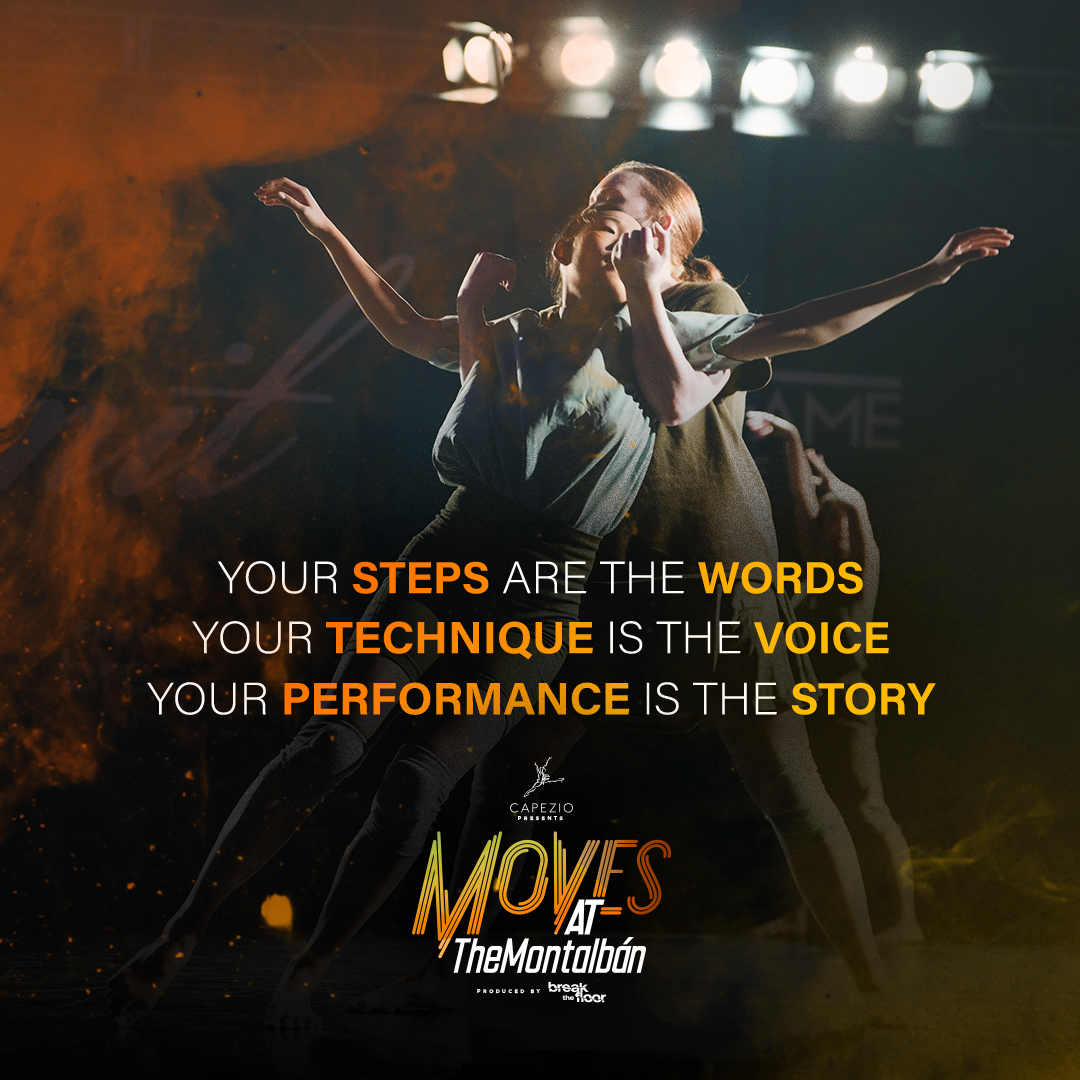 YOUR STEPS ARE THE WORDS
YOUR TECHNIQUE IS THE VOICE
YOUR PERFORMANCE IS THE STORY
CAPEZIO
PRESENTS
MOVES
AT
TheMontalbán
PRODUCED BY break the floor